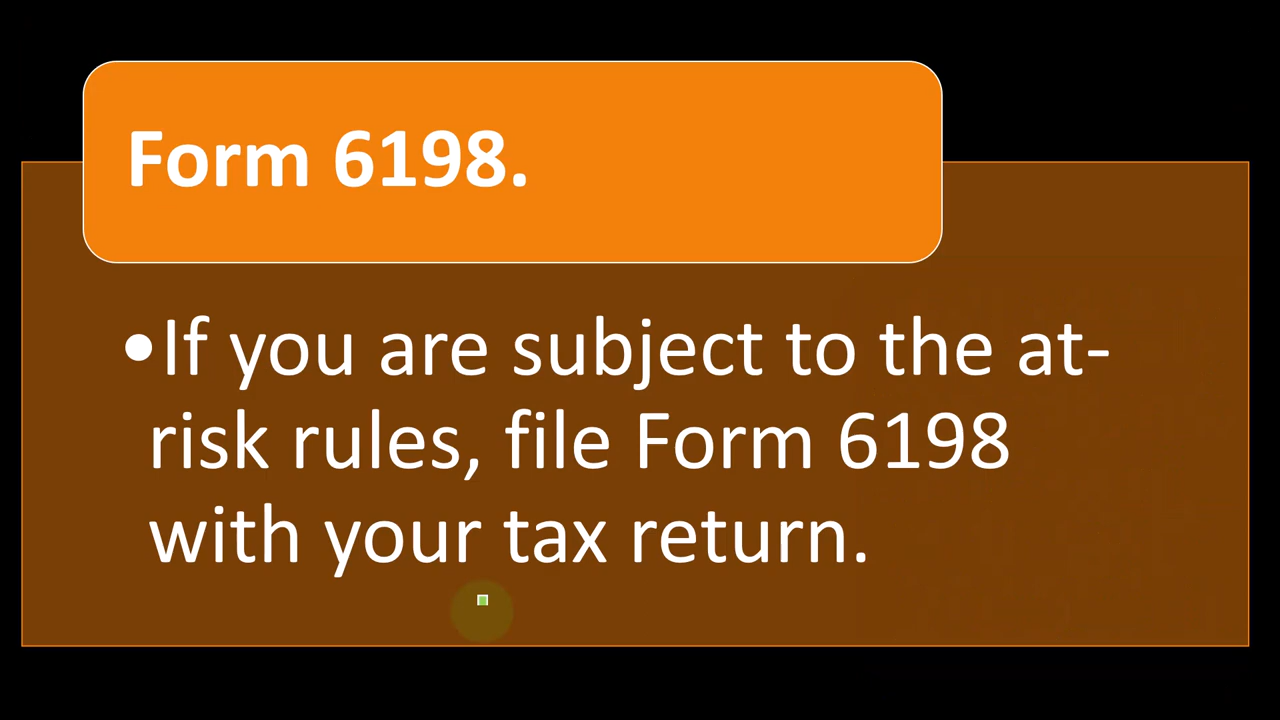 Form 6198.
•If you are subject to the at-
risk rules, file Form 6198
with your tax return.